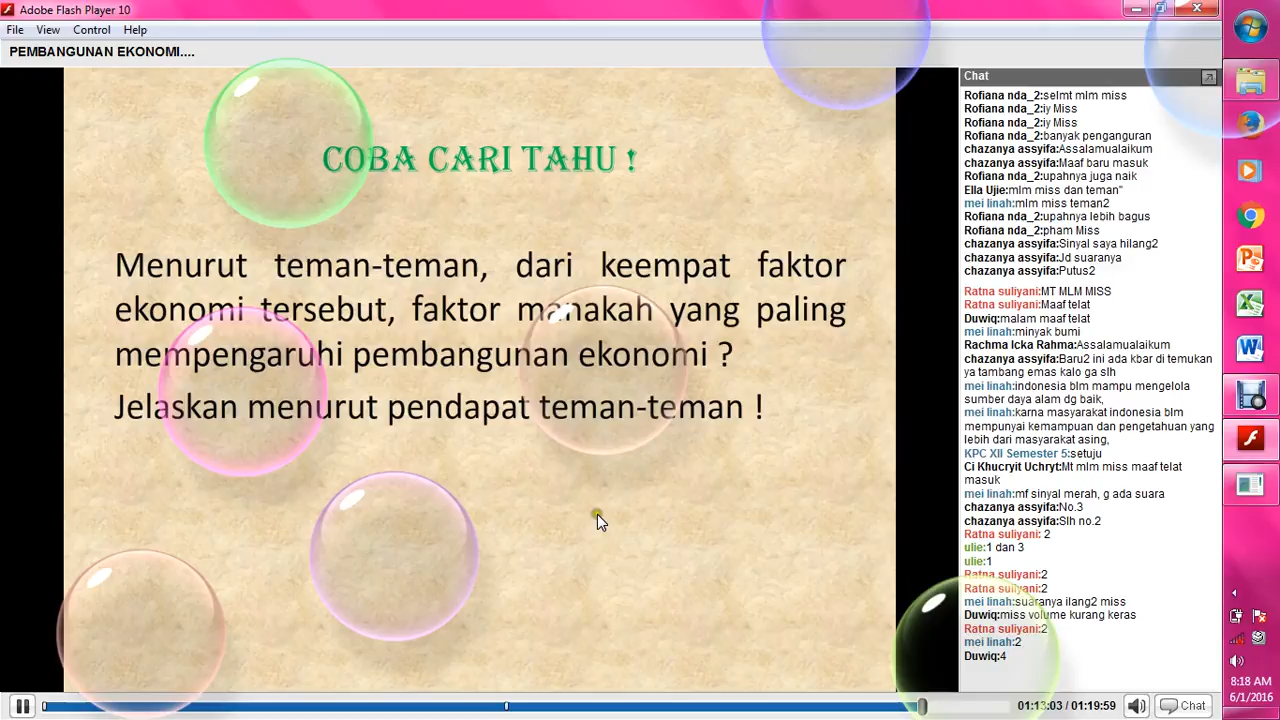 Adobe Flash Player 10
File View Control Help
PEMBANGUNAN EKONOMI....
COBA CARI TAHU !
Menurut teman-teman, dari keempat faktor
ekonomi tersebut, faktor manakah yang paling
mempengaruhi pembangunan ekonomi ?
Jelaskan menurut pendapat teman-teman !
Chat
Rofiana nda_2:selmt mlm miss
Rofiana nda_2:iy Miss
Rofiana nda_2:iy Miss
Rofiana nda_2:banyak penganguran
chazanya assyifa:Assalamualaikum
chazanya assyifa:Maaf baru masuk
Rofiana nda_2:upahnya juga naik
Ella Ujie:mlm miss dan teman"
mei linah:mlm miss teman2
Rofiana nda_2:upahnya lebih bagus
Rofiana nda_2:pham Miss
chazanya assyifa:Sinyal saya hilang2
chazanya assyifa:Jd suaranya
chazanya assyifa:Putus2
Ratna suliyani:MT MLM MISS
Ratna suliyani:Maaf telat
Duwiq:malam maaf telat
mei linah:minyak bumi
Rachma Icka Rahma:Assalamualaikum
chazanya assyifa:Baru2 ini ada kbar di temukan
ya tambang emas kalo ga slh
mei linah:indonesia blm mampu mengelola
sumber daya alam dg baik,
mei linah:karna masyarakat indonesia blm
mempunyai kemampuan dan pengetahuan yang
lebih dari masyarakat asing,
KPC XII Semester 5:setuju
Ci Khucryit Uchryt:Mt mlm miss maaf telat
masuk
mei linah:mf sinyal merah, g ada suara
chazanya assyifa:No.3
chazanya assyifa:Slh no.2
Ratna suliyani: 2
ulie:1 dan 3
ulie:1
Ratna suliyani:2
Ratna suliyani:2
mei linah:suaranya ilang2 miss
Duwiq:miss volume kurang keras
Ratna suliyani:2
mei linah:2
Duwiq:4
01:13:03 / 01:19:59
Chat
8:18 AM
6/1/2016